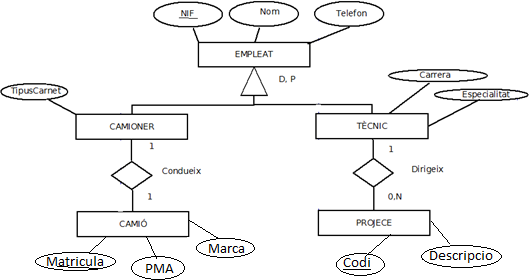 NIF
Nom
Telefon
EMPLEAT
D, P
TipusCarnet
Carrera
Especialitat
CAMIONER
TÈCNIC
1
1
Condueix
Dirigeix
1
0,N
CAMIÓ
PROJECE
Matricula
PMA
Marca
Codi
Descripcio